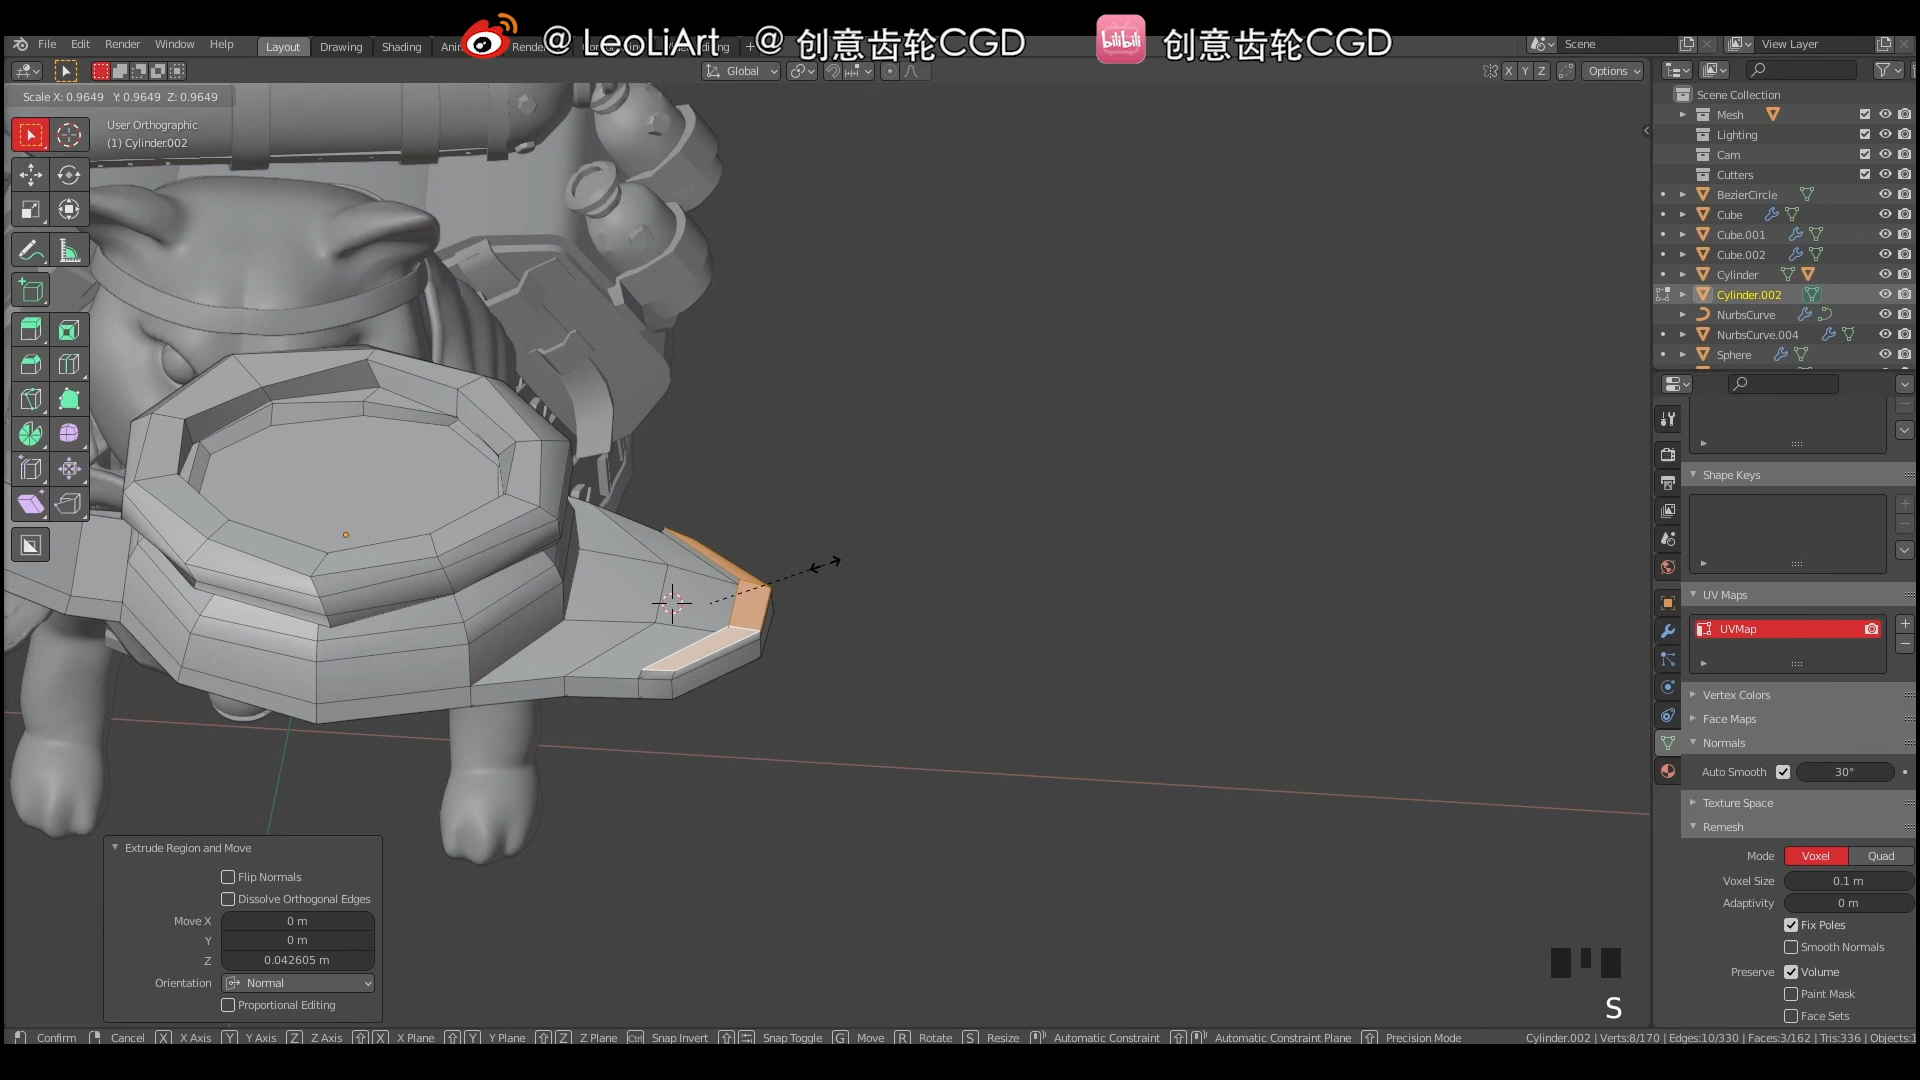 @ LeoLiArt @ 创意齿轮CGD 创意齿轮CGD
bilibili
File Edit Render Window Help Layout Drawing Shading
Scene View Layer
Global X Y Z Options
Scale X: 0.9649 Y: 0.9649 Z: 0.9649
User Orthographic
(1) Cylinder.002
Scene Collection
Mesh
Lighting
Cam
Cutters
BezierCircle
Cube
Cube.001
Cube.002
Cylinder
Cylinder.002
NurbsCurve
NurbsCurve.004
Sphere
Shape Keys
UV Maps
UVMap
Vertex Colors
Face Maps
Normals
Auto Smooth 30°
Texture Space
Remesh
Mode Voxel Quad
Voxel Size 0.1 m
Adaptivity 0 m
Fix Poles
Smooth Normals
Preserve Volume
Paint Mask
Face Sets
Extrude Region and Move
Flip Normals
Dissolve Orthogonal Edges
Move X 0 m
Y 0 m
Z 0.042605 m
Orientation Normal
Proportional Editing
S
Confirm Cancel X X Axis Y Y Axis Z Z Axis X X Plane Y Y Plane Z Z Plane Ctrl Snap Invert Snap Toggle G Move R Rotate S Resize Automatic Constraint Automatic Constraint Plane Precision Mode Cylinder.002 | Verts:8/170 | Edges:10/330 | Faces:3/162 | Tris:336 | Objects:1